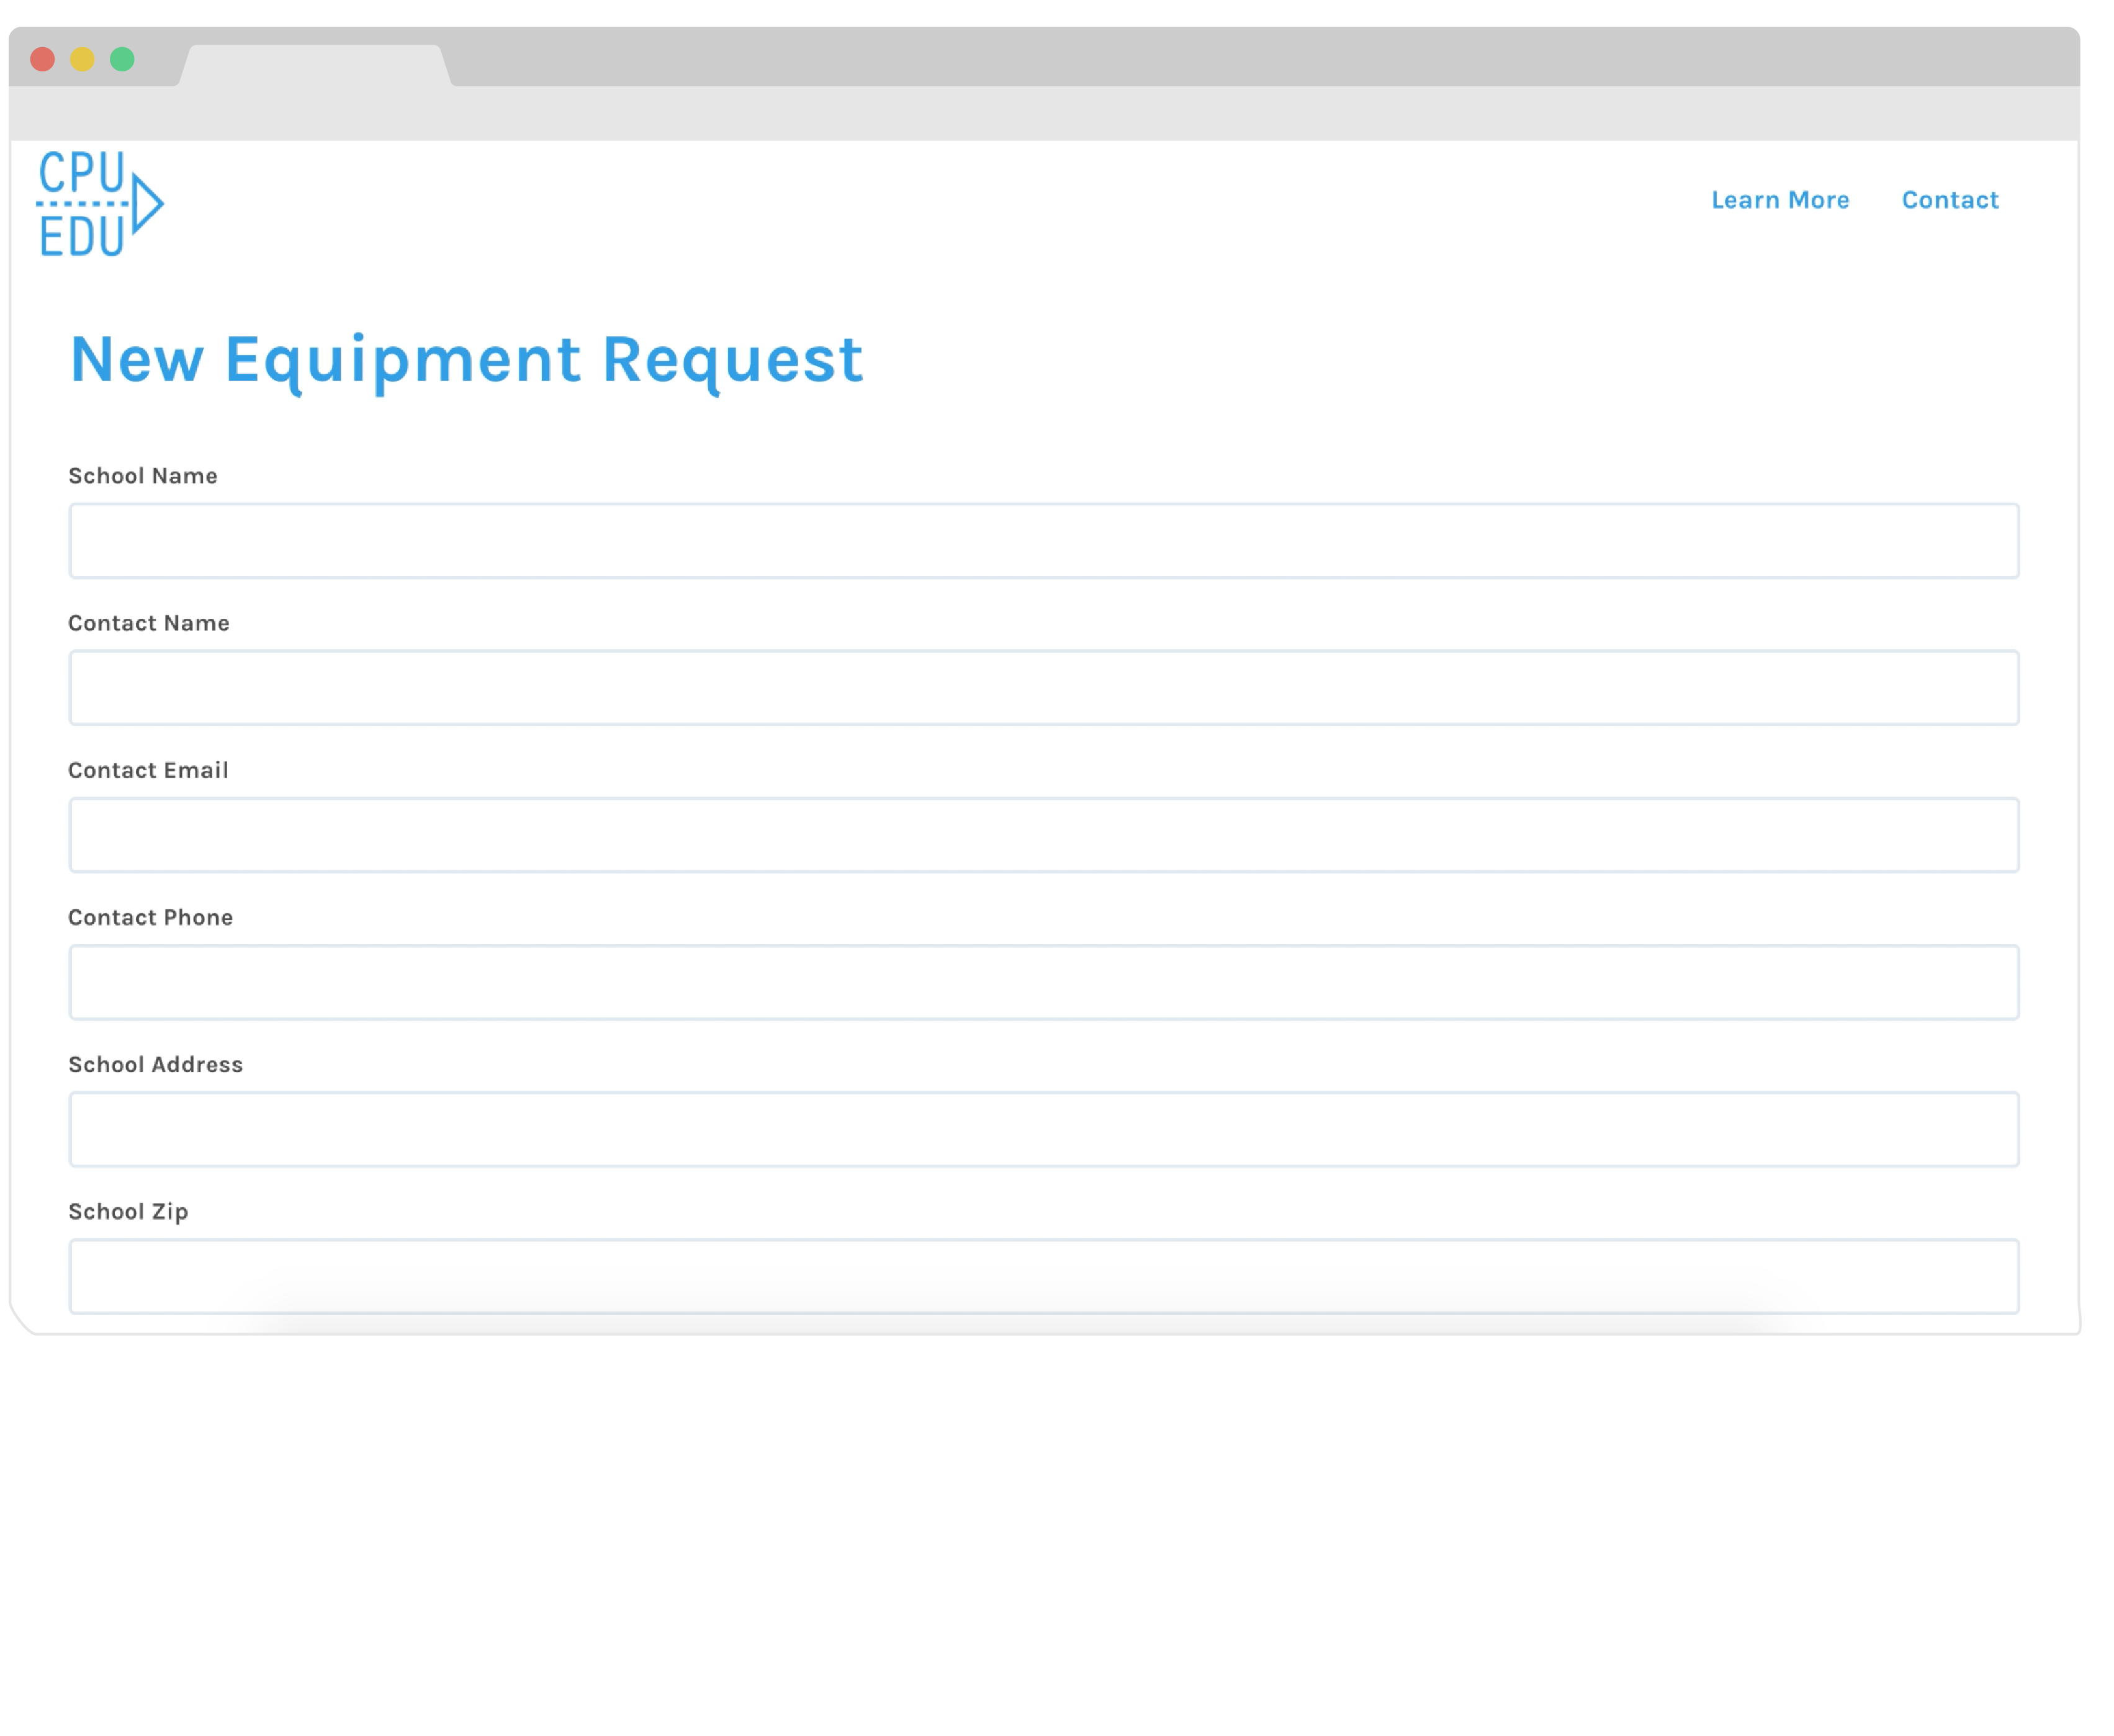 CPU
EDU
Learn More Contact
New Equipment Request
School Name
Contact Name
Contact Email
Contact Phone
School Address
School Zip